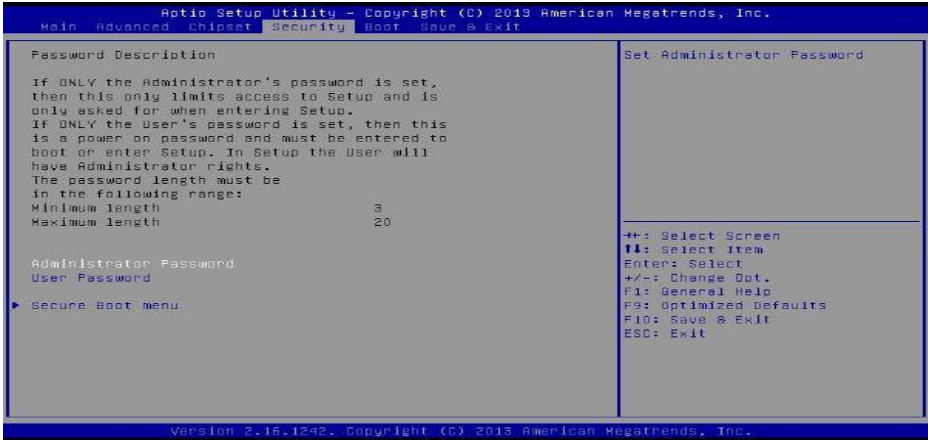 Aptio Setup Utility – Copyright (C) 2013 American Megatrends, Inc.
Main Advanced Chipset Security Boot Save & Exit
Password Description
If ONLY the Administrator's password is set,
then this only limits access to Setup and is
only asked for when entering Setup.
If ONLY the User's password is set, then this
is a power on password and must be entered to
boot or enter Setup. In Setup the User will
have Administrator rights.
The password length must be
in the following range:
Minimum length 3
Maximum length 20
Administrator Password
User Password
► Secure Boot menu
Set Administrator Password
→←: Select Screen
↑↓: Select Item
Enter: Select
+/-: Change Opt.
F1: General Help
F9: Optimized Defaults
F10: Save & Exit
ESC: Exit
Version 2.16.1242. Copyright (C) 2013 American Megatrends, Inc.